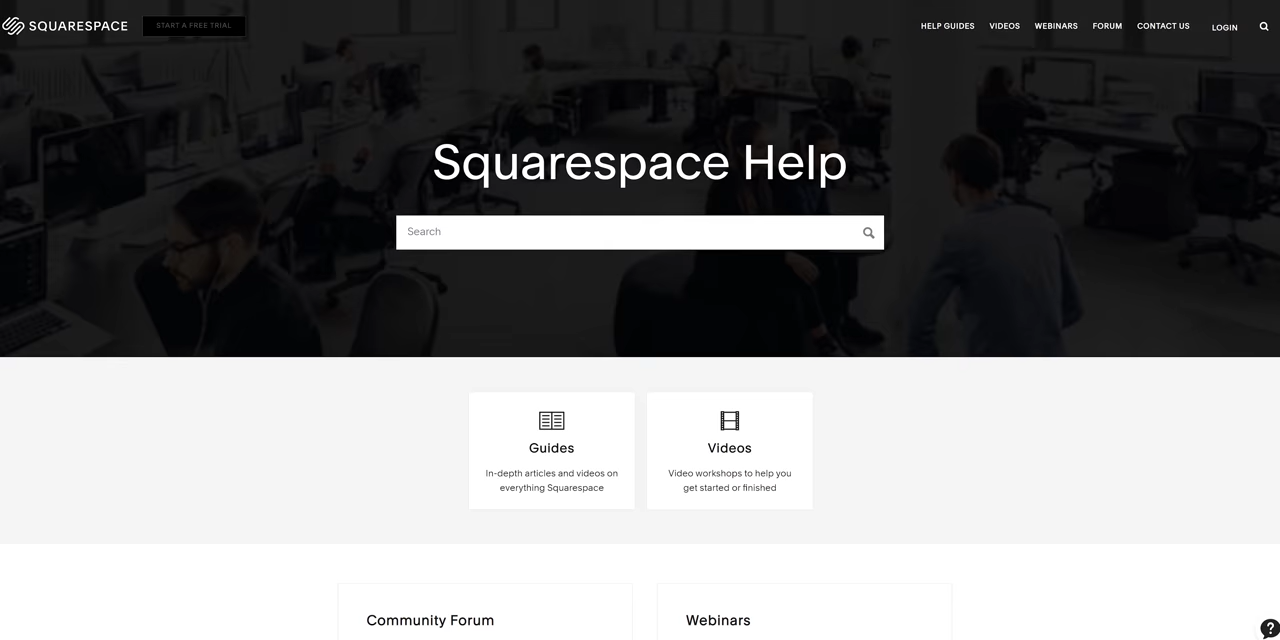 SQUARESPACE
START A FREE TRIAL
HELP GUIDES
VIDEOS
WEBINARS
FORUM
CONTACT US
LOGIN
Squarespace Help
Search
Guides
In-depth articles and videos on
everything Squarespace
Videos
Video workshops to help you
get started or finished
Community Forum
Webinars
?